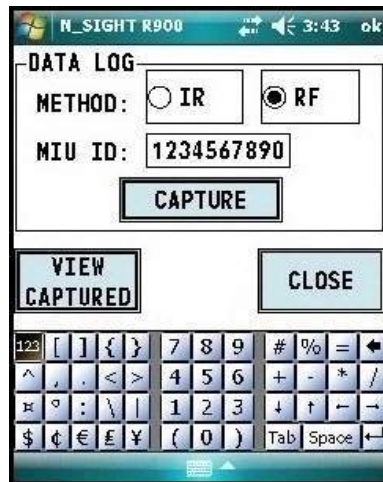 N_SIGHT R900 3:43 ok
DATA LOG
METHOD: IR RF
MIU ID: 1234567890
CAPTURE
VIEW
CAPTURED
CLOSE
123 [ ] { } 7 8 9 # % = ←
^ , . < > 4 5 6 + - * /
¤ º : \ | 1 2 3 ↓ ↑ ← →
$ ¢ € £ ¥ ( 0 ) Tab Space ↵